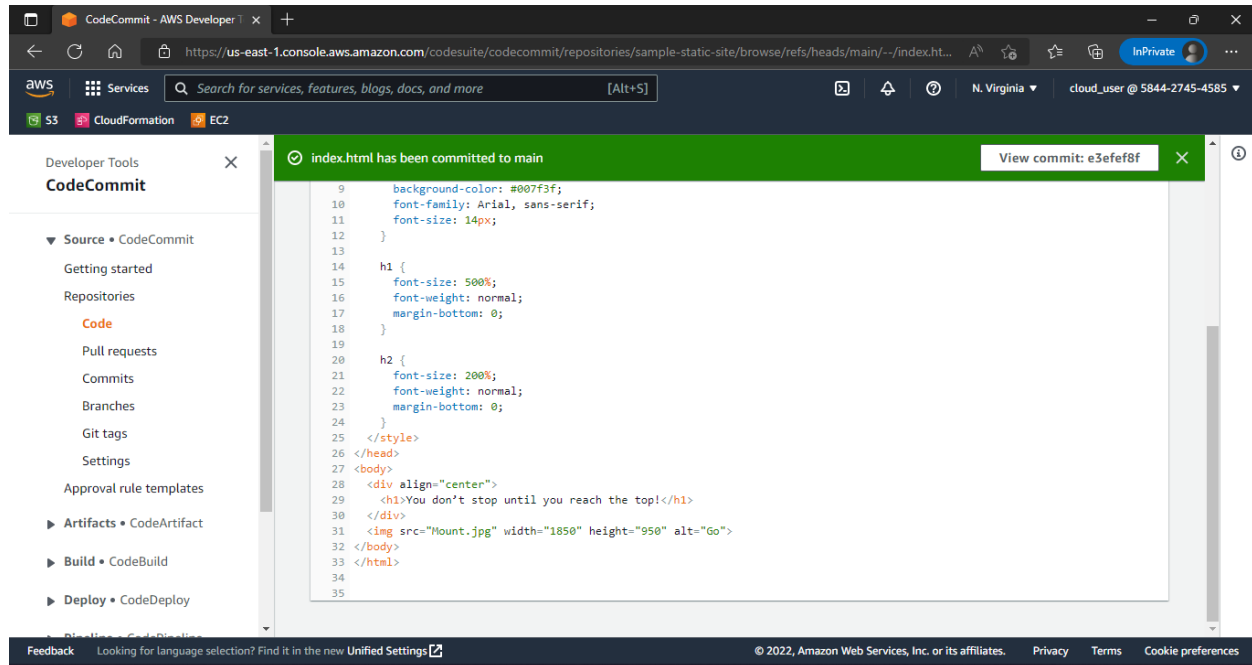 CodeCommit - AWS Developer T
https://us-east-1.console.aws.amazon.com/codesuite/codecommit/repositories/sample-static-site/browse/refs/heads/main/--/index.ht...
InPrivate
aws
Services
Search for services, features, blogs, docs, and more
[Alt+S]
N. Virginia
cloud_user @ 5844-2745-4585
S3
CloudFormation
EC2
Developer Tools
CodeCommit
Source • CodeCommit
Getting started
Repositories
Code
Pull requests
Commits
Branches
Git tags
Settings
Approval rule templates
Artifacts • CodeArtifact
Build • CodeBuild
Deploy • CodeDeploy
index.html has been committed to main
View commit: e3efef8f
9 background-color: #007f3f;
10 font-family: Arial, sans-serif;
11 font-size: 14px;
12 }
13
14 h1 {
15 font-size: 500%;
16 font-weight: normal;
17 margin-bottom: 0;
18 }
19
20 h2 {
21 font-size: 200%;
22 font-weight: normal;
23 margin-bottom: 0;
24 }
25 </style>
26 </head>
27 <body>
28 <div align="center">
29 <h1>You don’t stop until you reach the top!</h1>
30 </div>
31 <img src="Mount.jpg" width="1850" height="950" alt="Go">
32 </body>
33 </html>
34
35
Feedback
Looking for language selection? Find it in the new Unified Settings
© 2022, Amazon Web Services, Inc. or its affiliates.
Privacy
Terms
Cookie preferences